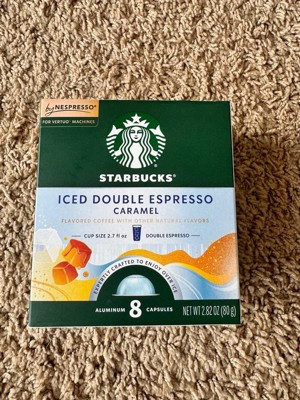 by NESPRESSO®
FOR VERTUO MACHINES
STARBUCKS®
ICED DOUBLE ESPRESSO
CARAMEL
FLAVORED COFFEE WITH OTHER NATURAL FLAVORS
CUP SIZE 2.7 fl oz DOUBLE ESPRESSO
EXPERTLY CRAFTED TO ENJOY OVER ICE
ALUMINUM 8 CAPSULES
NET WT 2.82 OZ (80 g)